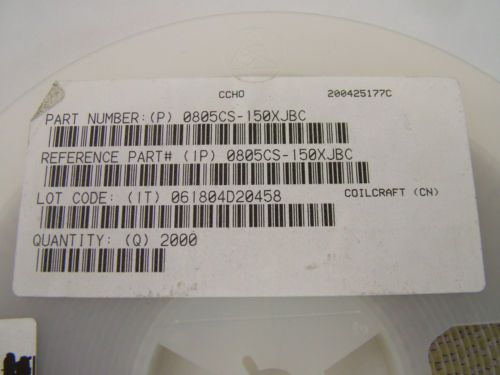 CCHO 200425177C
PART NUMBER:(P) 0805CS-150XJBC
REFERENCE PART# (1P) 0805CS-150XJBC
LOT CODE: (1T) 061804D20458 COILCRAFT (CN)
QUANTITY: (Q) 2000